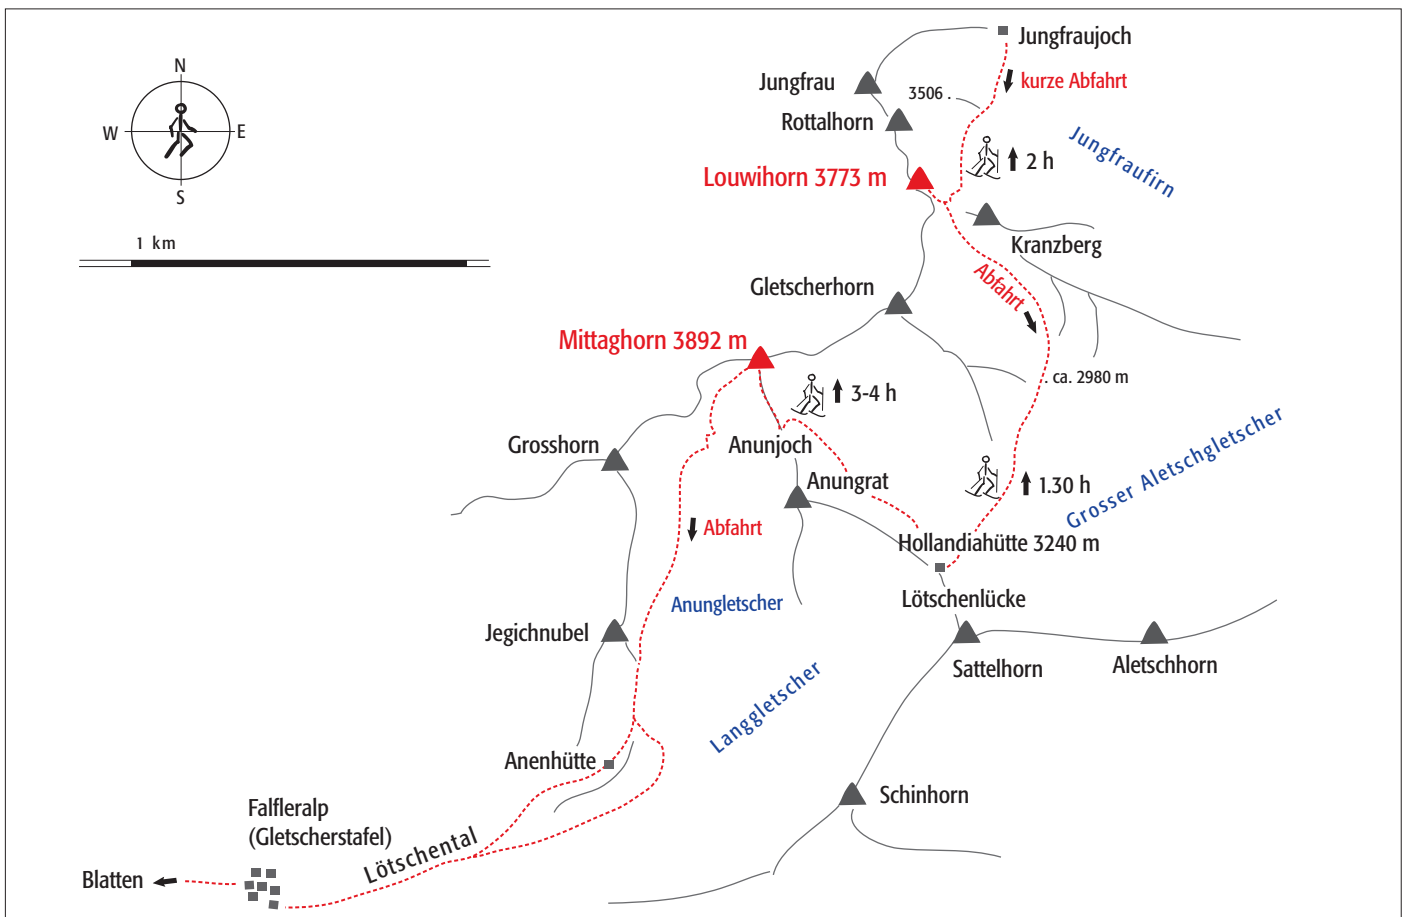 Jungfraujoch
N
Jungfrau
kurze Abfahrt
3506 .
Rottalhorn
W
E
Jungfraufirn
2 h
Louwihorn 3773 m
S
1 km
Kranzberg
Gletscherhorn
Abfahrt
Mittaghorn 3892 m
. ca. 2980 m
3-4 h
Grosshorn
Anunjoch
Grosser Aletschgletscher
Anungrat
1.30 h
Abfahrt
Hollandiahütte 3240 m
Anungletscher
Lötschenlücke
Jegichnubel
Sattelhorn
Aletschhorn
Langgletscher
Anenhütte
Schinhorn
Falfleralp
(Gletscherstafel)
Lötschental
Blatten